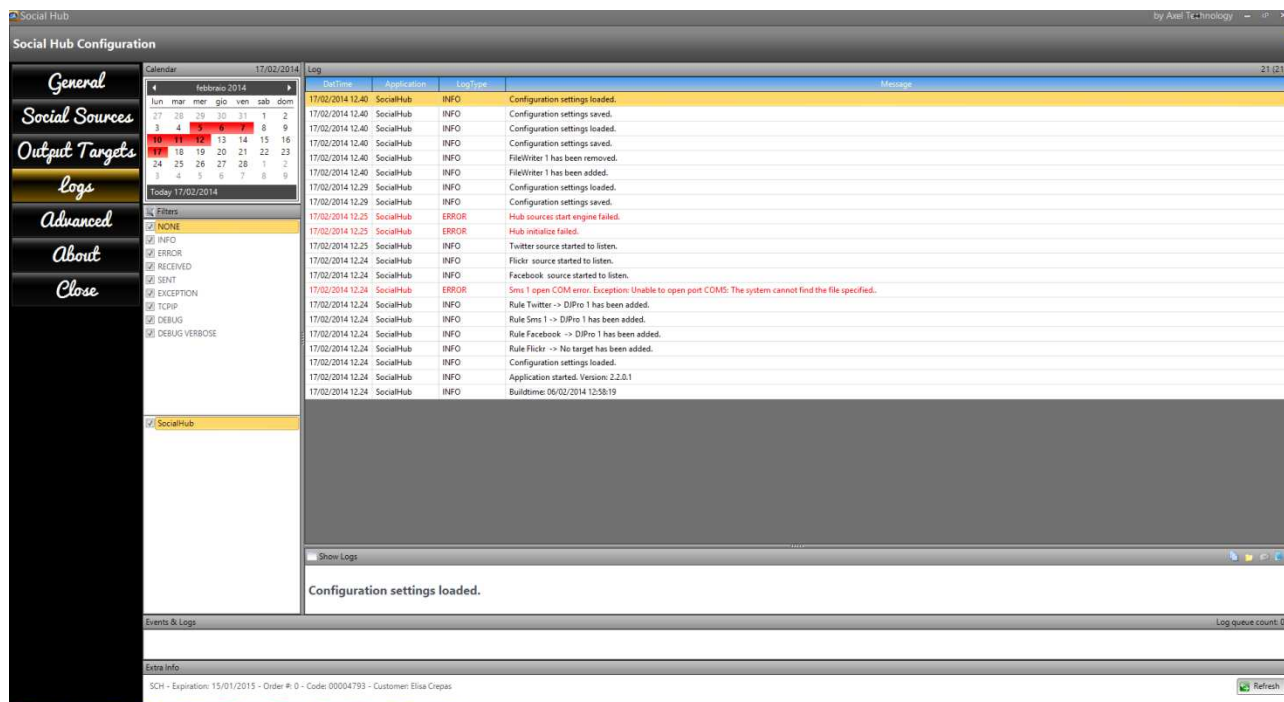 Social Hub
by Axel Technology
Social Hub Configuration
General
Social Sources
Output Targets
Logs
Advanced
About
Close
Calendar 17/02/2014
febbraio 2014
lun mar mer gio ven sab dom
27 28 29 30 31 1 2
3 4 5 6 7 8 9
10 11 12 13 14 15 16
17 18 19 20 21 22 23
24 25 26 27 28 1 2
3 4 5 6 7 8 9
Today 17/02/2014
Filters
NONE
INFO
ERROR
RECEIVED
SENT
EXCEPTION
TCPIP
DEBUG
DEBUG VERBOSE
SocialHub
Log 21 (21
DatTime Application LogType Message
17/02/2014 12.40 SocialHub INFO Configuration settings loaded.
17/02/2014 12.40 SocialHub INFO Configuration settings saved.
17/02/2014 12.40 SocialHub INFO Configuration settings loaded.
17/02/2014 12.40 SocialHub INFO Configuration settings saved.
17/02/2014 12.40 SocialHub INFO FileWriter 1 has been removed.
17/02/2014 12.40 SocialHub INFO FileWriter 1 has been added.
17/02/2014 12.29 SocialHub INFO Configuration settings loaded.
17/02/2014 12.29 SocialHub INFO Configuration settings saved.
17/02/2014 12.25 SocialHub ERROR Hub sources start engine failed.
17/02/2014 12.25 SocialHub ERROR Hub initialize failed.
17/02/2014 12.25 SocialHub INFO Twitter source started to listen.
17/02/2014 12.24 SocialHub INFO Flickr source started to listen.
17/02/2014 12.24 SocialHub INFO Facebook source started to listen.
17/02/2014 12.24 SocialHub ERROR Sms 1 open COM error. Exception: Unable to open port COM5: The system cannot find the file specified..
17/02/2014 12.24 SocialHub INFO Rule Twitter -> DJPro 1 has been added.
17/02/2014 12.24 SocialHub INFO Rule Sms 1 -> DJPro 1 has been added.
17/02/2014 12.24 SocialHub INFO Rule Facebook -> DJPro 1 has been added.
17/02/2014 12.24 SocialHub INFO Rule Flickr -> No target has been added.
17/02/2014 12.24 SocialHub INFO Configuration settings loaded.
17/02/2014 12.24 SocialHub INFO Application started. Version: 2.2.0.1
17/02/2014 12.24 SocialHub INFO Buildtime: 06/02/2014 12:58:19
Show Logs
Configuration settings loaded.
Events & Logs Log queue count: 0
Extra Info
SCH - Expiration: 15/01/2015 - Order #: 0 - Code: 00004793 - Customer: Elisa Crepas
Refresh